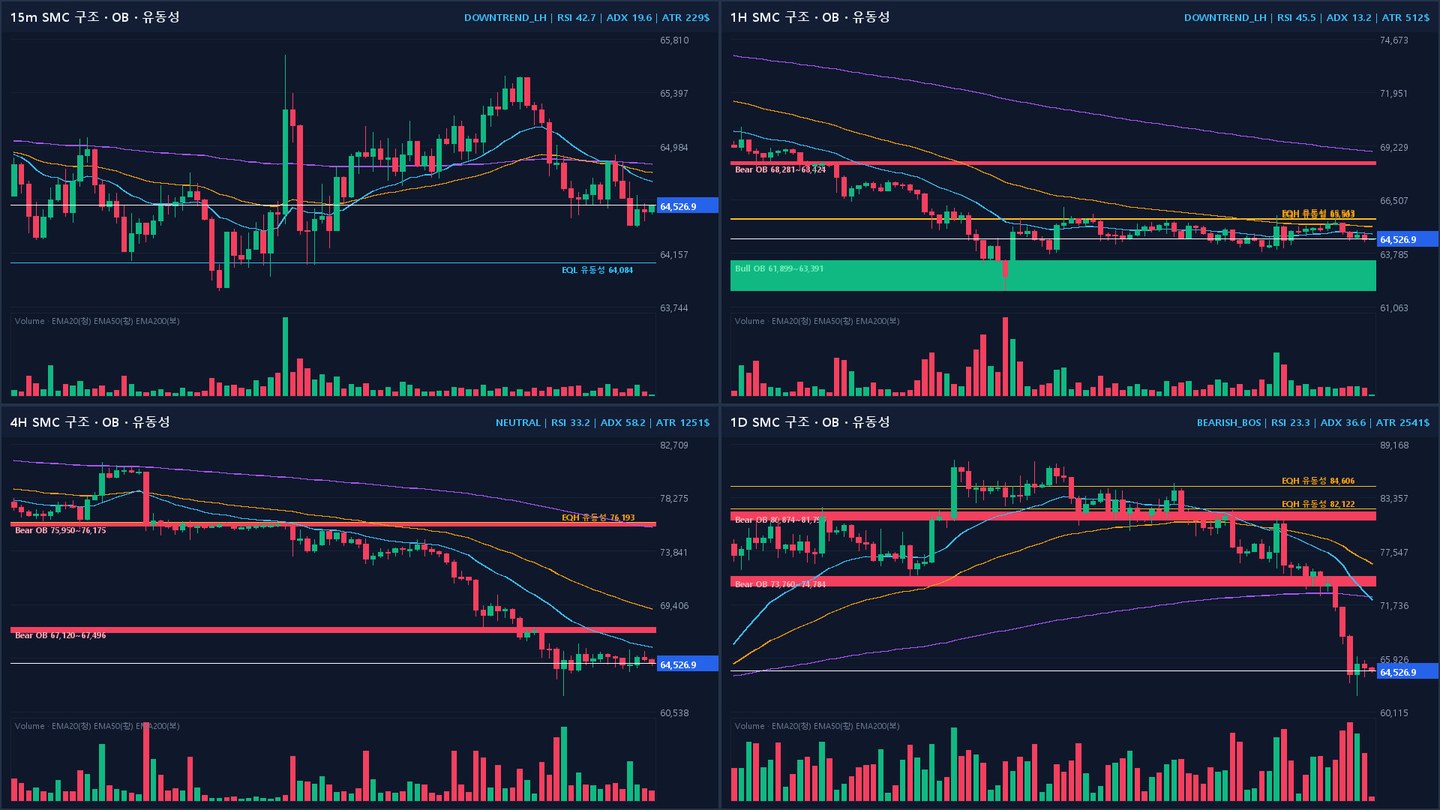 15m SMC 구조 · OB · 유동성
DOWNTREND_LH | RSI 42.7 | ADX 19.6 | ATR 229$
65,810
65,397
64,984
64,526.9
64,157
EQL 유동성 64,084
63,744
Volume · EMA20(청) EMA50(황) EMA200(보)
1H SMC 구조 · OB · 유동성
DOWNTREND_LH | RSI 45.5 | ADX 13.2 | ATR 512$
74,673
71,951
69,229
Bear OB 68,281~68,424
66,507
EQH 유동성
64,526.9
63,785
Bull OB 61,899~63,391
61,063
Volume · EMA20(청) EMA50(황) EMA200(보)
4H SMC 구조 · OB · 유동성
NEUTRAL | RSI 33.2 | ADX 58.2 | ATR 1251$
82,709
78,275
EQH 유동성 76,193
Bear OB 75,950~76,175
73,841
69,406
Bear OB 67,120~67,496
64,526.9
60,538
Volume · EMA20(청) EMA50(황) EMA200(보)
1D SMC 구조 · OB · 유동성
BEARISH_BOS | RSI 23.3 | ADX 36.6 | ATR 2541$
89,168
EQH 유동성 84,606
83,357
EQH 유동성 82,122
Bear OB
77,547
Bear OB 73,760~74,784
71,736
65,926
64,526.9
60,115
Volume · EMA20(청) EMA50(황) EMA200(보)